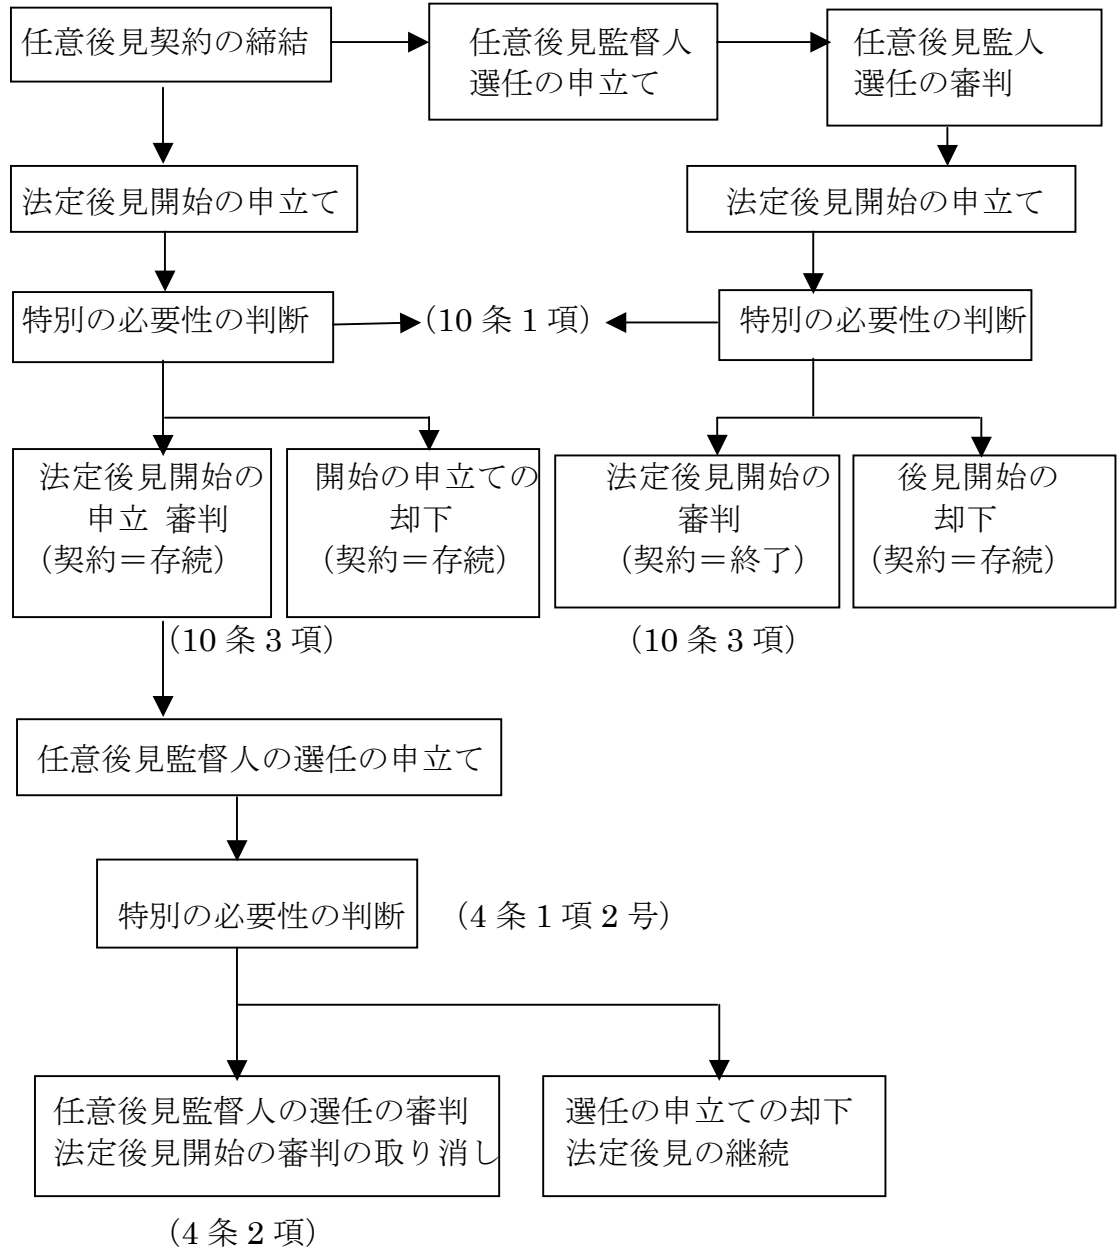 任意後見契約の締結
任意後見監督人
選任の申立て
任意後見監人
選任の審判
法定後見開始の申立て
法定後見開始の申立て
特別の必要性の判断
(10 条 1 項)
特別の必要性の判断
法定後見開始の
申立 審判
(契約=存続)
開始の申立ての
却下
(契約=存続)
法定後見開始の
審判
(契約=終了)
後見開始の
却下
(契約=存続)
(10 条 3 項)
(10 条 3 項)
任意後見監督人の選任の申立て
特別の必要性の判断
(4 条 1 項 2 号)
任意後見監督人の選任の審判
法定後見開始の審判の取り消し
選任の申立ての却下
法定後見の継続
(4 条 2 項)